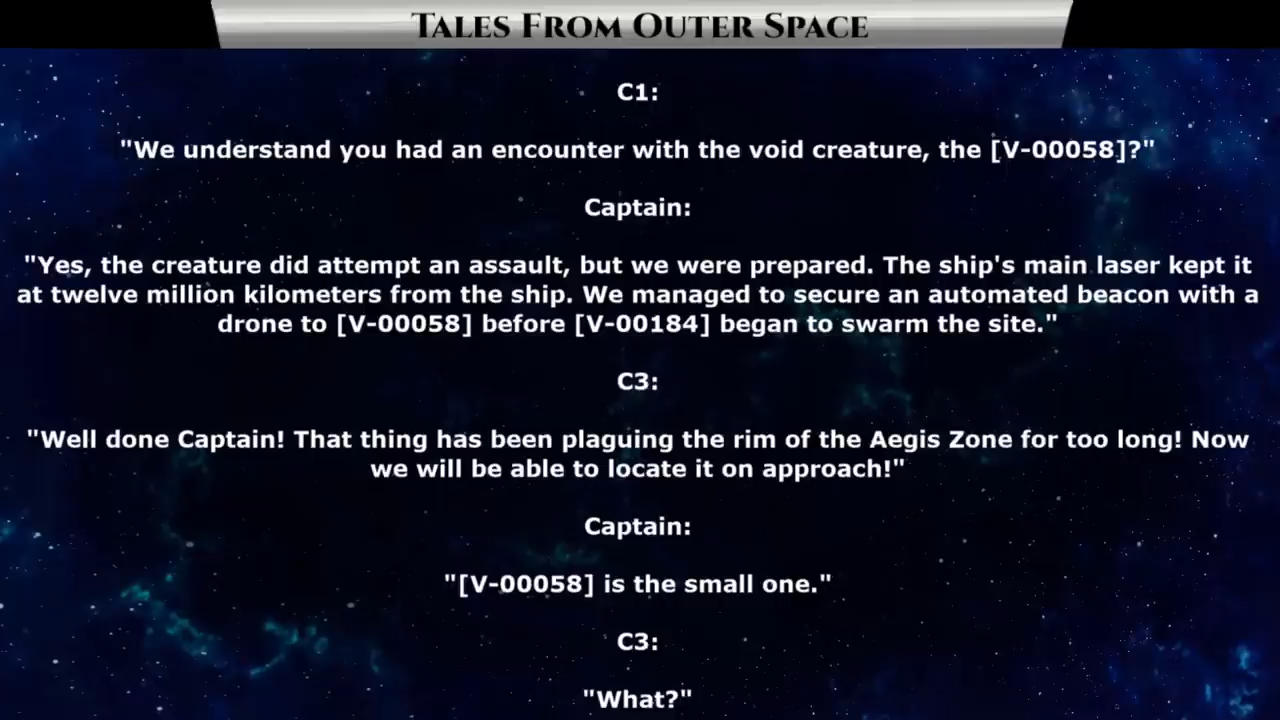 Tales From Outer Space
C1:
"We understand you had an encounter with the void creature, the [V-00058]?"
Captain:
"Yes, the creature did attempt an assault, but we were prepared. The ship's main laser kept it
at twelve million kilometers from the ship. We managed to secure an automated beacon with a
drone to [V-00058] before [V-00184] began to swarm the site."
C3:
"Well done Captain! That thing has been plaguing the rim of the Aegis Zone for too long! Now
we will be able to locate it on approach!"
Captain:
"[V-00058] is the small one."
C3:
"What?"